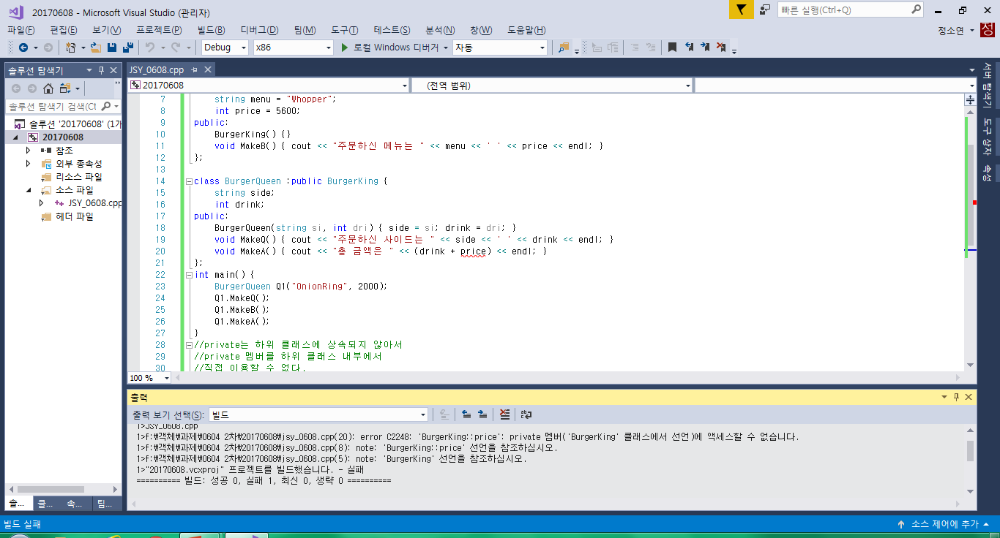 20170608 - Microsoft Visual Studio (관리자)
빠른 실행(Ctrl+Q)
파일(F) 편집(E) 보기(V) 프로젝트(P) 빌드(B) 디버그(D) 팀(M) 도구(T) 테스트(S) 분석(N) 창(W) 도움말(H)
정소연 정
Debug x86 로컬 Windows 디버거 자동
솔루션 탐색기
솔루션 탐색기 검색(Ct
솔루션 '20170608' (1개
20170608
참조
외부 종속성
리소스 파일
소스 파일
JSY_0608.cpp
헤더 파일
솔... 클... 속... 팀...
JSY_0608.cpp
20170608 (전역 범위)
7 string menu = "Whopper";
8 int price = 5600;
9 public:
10 BurgerKing() {}
11 void MakeB() { cout << "주문하신 메뉴는 " << menu << ' ' << price << endl; }
12 };
13
14 class BurgerQueen :public BurgerKing {
15 string side;
16 int drink;
17 public:
18 BurgerQueen(string si, int dri) { side = si; drink = dri; }
19 void MakeQ() { cout << "주문하신 사이드는 " << side << ' ' << drink << endl; }
20 void MakeA() { cout << "총 금액은 " << (drink + price) << endl; }
21 };
22 int main() {
23 BurgerQueen Q1("OnionRing", 2000);
24 Q1.MakeQ();
25 Q1.MakeB();
26 Q1.MakeA();
27 }
28 //private는 하위 클래스에 상속되지 않아서
29 //private 멤버를 하위 클래스 내부에서
30 //직접 이용할 수 없다.
100 %
서버 탐색기
도구 상자
속성
출력
출력 보기 선택(S): 빌드
1>JSY_0608.cpp
1>f:₩객체₩과제₩0604 2차₩20170608₩jsy_0608.cpp(20): error C2248: 'BurgerKing::price': private 멤버('BurgerKing' 클래스에서 선언)에 액세스할 수 없습니다.
1>f:₩객체₩과제₩0604 2차₩20170608₩jsy_0608.cpp(8): note: 'BurgerKing::price' 선언을 참조하십시오.
1>f:₩객체₩과제₩0604 2차₩20170608₩jsy_0608.cpp(5): note: 'BurgerKing' 선언을 참조하십시오.
1>"20170608.vcxproj" 프로젝트를 빌드했습니다. - 실패
========== 빌드: 성공 0, 실패 1, 최신 0, 생략 0 ==========
빌드 실패
소스 제어에 추가